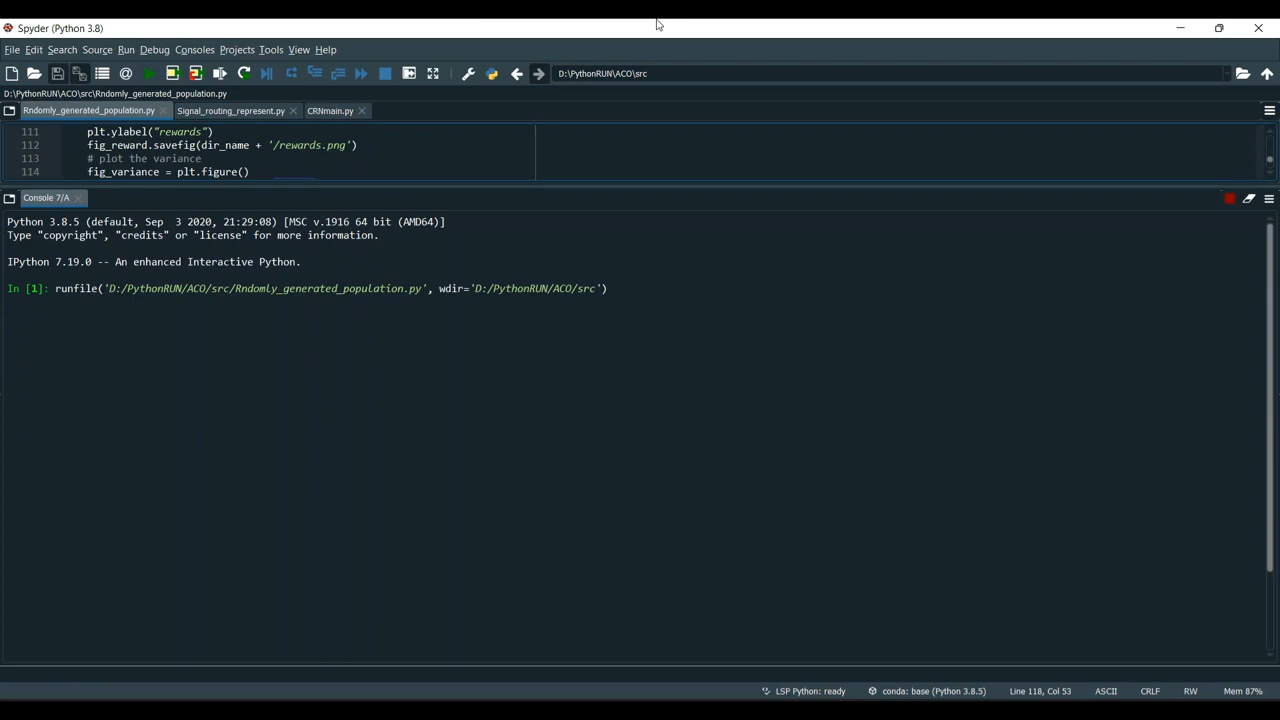 Spyder (Python 3.8)
File Edit Search Source Run Debug Consoles Projects Tools View Help
D:\PythonRUN\ACO\src
D:\PythonRUN\ACO\src\Rndomly_generated_population.py
Rndomly_generated_population.py Signal_routing_represent.py CRNmain.py
111 plt.ylabel("rewards")
112 fig_reward.savefig(dir_name + '/rewards.png')
113 # plot the variance
114 fig_variance = plt.figure()
Console 7/A
Python 3.8.5 (default, Sep  3 2020, 21:29:08) [MSC v.1916 64 bit (AMD64)]
Type "copyright", "credits" or "license" for more information.
IPython 7.19.0 -- An enhanced Interactive Python.
In [1]: runfile('D:/PythonRUN/ACO/src/Rndomly_generated_population.py', wdir='D:/PythonRUN/ACO/src')
LSP Python: ready conda: base (Python 3.8.5) Line 118, Col 53 ASCII CRLF RW Mem 87%